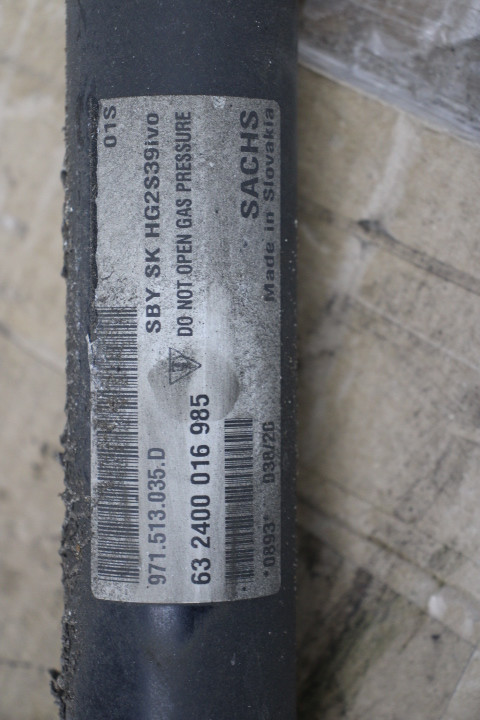 01S
SBY SK HG2S39ivo
971.513.035.D
DO NOT OPEN GAS PRESSURE
63 2400 016 985
SACHS
Made in Slovakia
*0893* D38/20